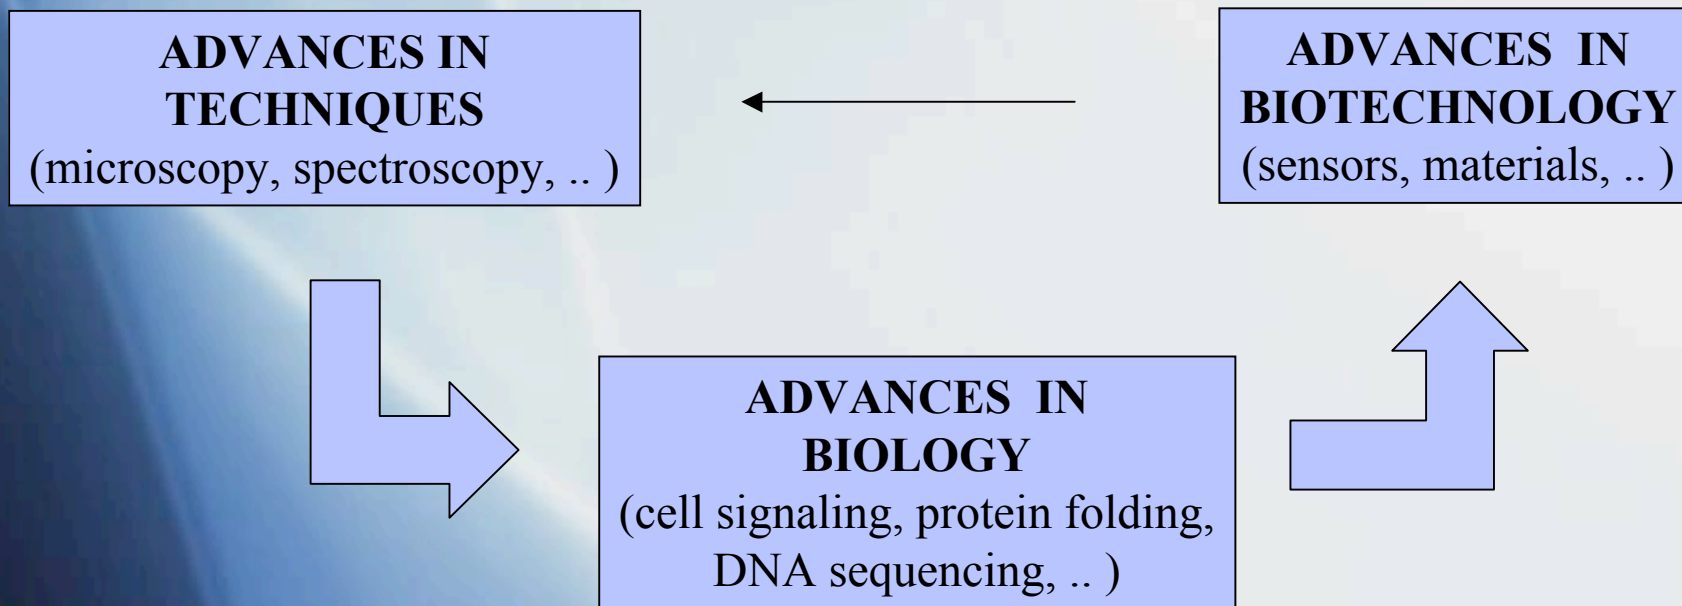 ADVANCES IN
TECHNIQUES
(microscopy, spectroscopy, .. )
ADVANCES  IN
BIOTECHNOLOGY
(sensors, materials, .. )
ADVANCES  IN
BIOLOGY
(cell signaling, protein folding,
DNA sequencing, .. )